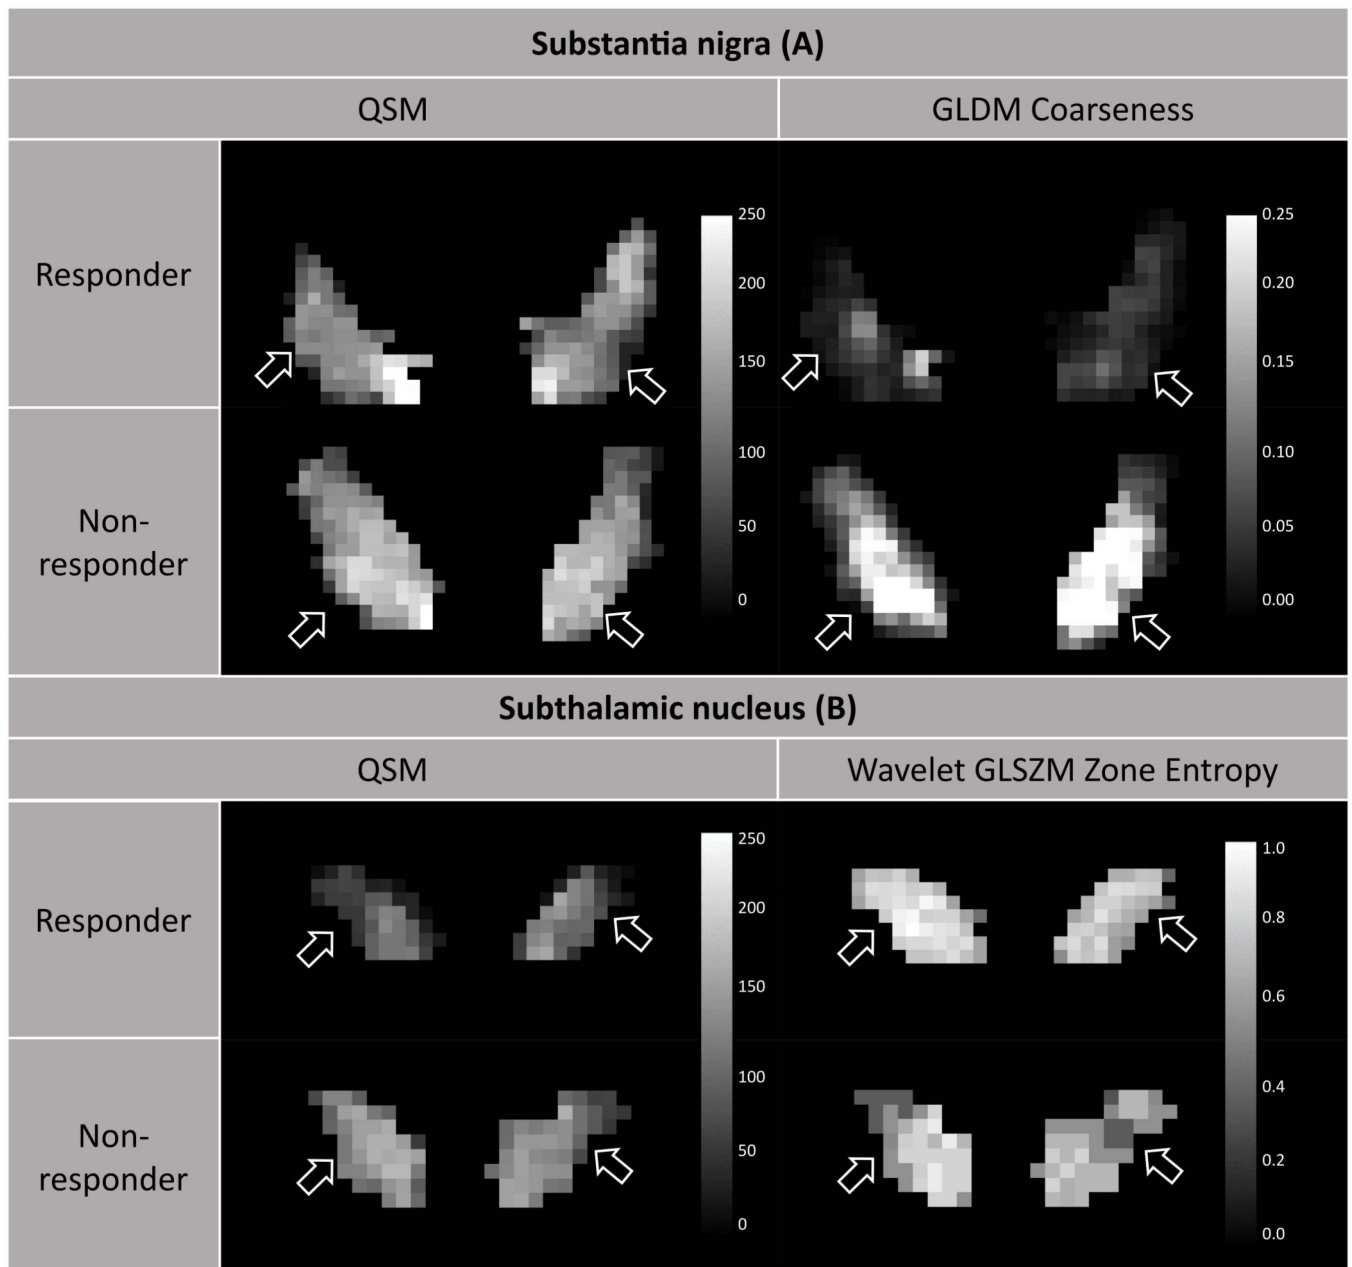 Substantia nigra (A)
QSM
GLDM Coarseness
Responder
250
200
150
100
50
0
0.25
0.20
0.15
0.10
0.05
0.00
Non-
responder
Subthalamic nucleus (B)
QSM
Wavelet GLSZM Zone Entropy
Responder
250
200
150
100
50
0
1.0
0.8
0.6
0.4
0.2
0.0
Non-
responder